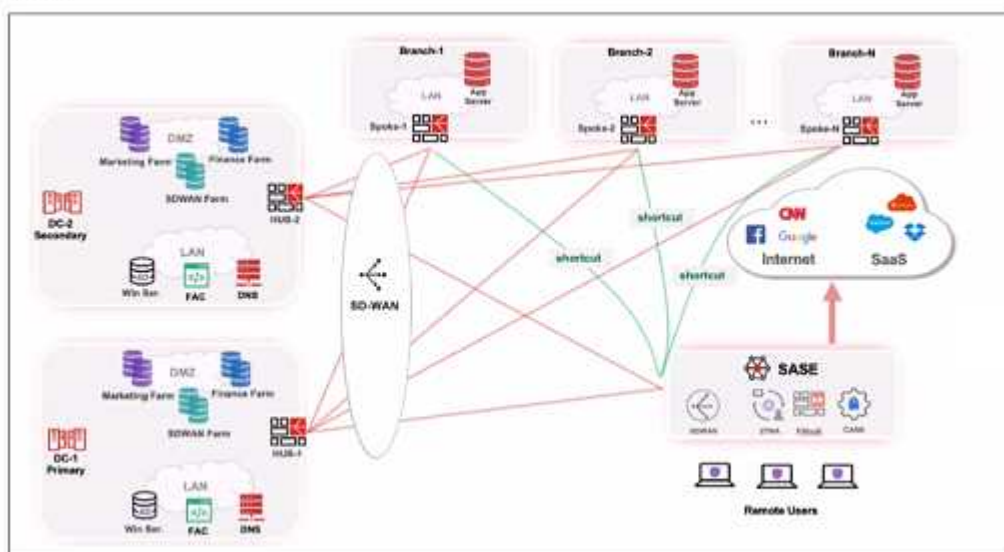 Branch-1
Branch-2
Branch-N
LAN
App
Server
LAN
App
Server
LAN
App
Server
Spoke-1
Spoke-2
...
Spoke-N
DMZ
Marketing Farm
Finance Farm
SDWAN Farm
HUB-2
DC-2
Secondary
LAN
Win Ser.
FAC
DNS
SD-WAN
shortcut
shortcut
shortcut
CNN
Google
Internet
SaaS
DMZ
Marketing Farm
Finance Farm
SDWAN Farm
HUB-1
DC-1
Primary
LAN
Win Ser.
FAC
DNS
SASE
SDWAN
ZTNA
FWaaS
CASB
Remote Users